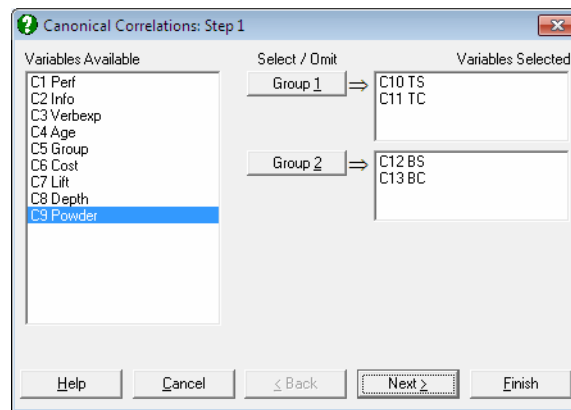 Canonical Correlations: Step 1
Variables Available
Select / Omit
Variables Selected
C1 Perf
C2 Info
C3 Verbexp
C4 Age
C5 Group
C6 Cost
C7 Lift
C8 Depth
C9 Powder
Group 1
C10 TS
C11 TC
Group 2
C12 BS
C13 BC
Help
Cancel
< Back
Next >
Finish